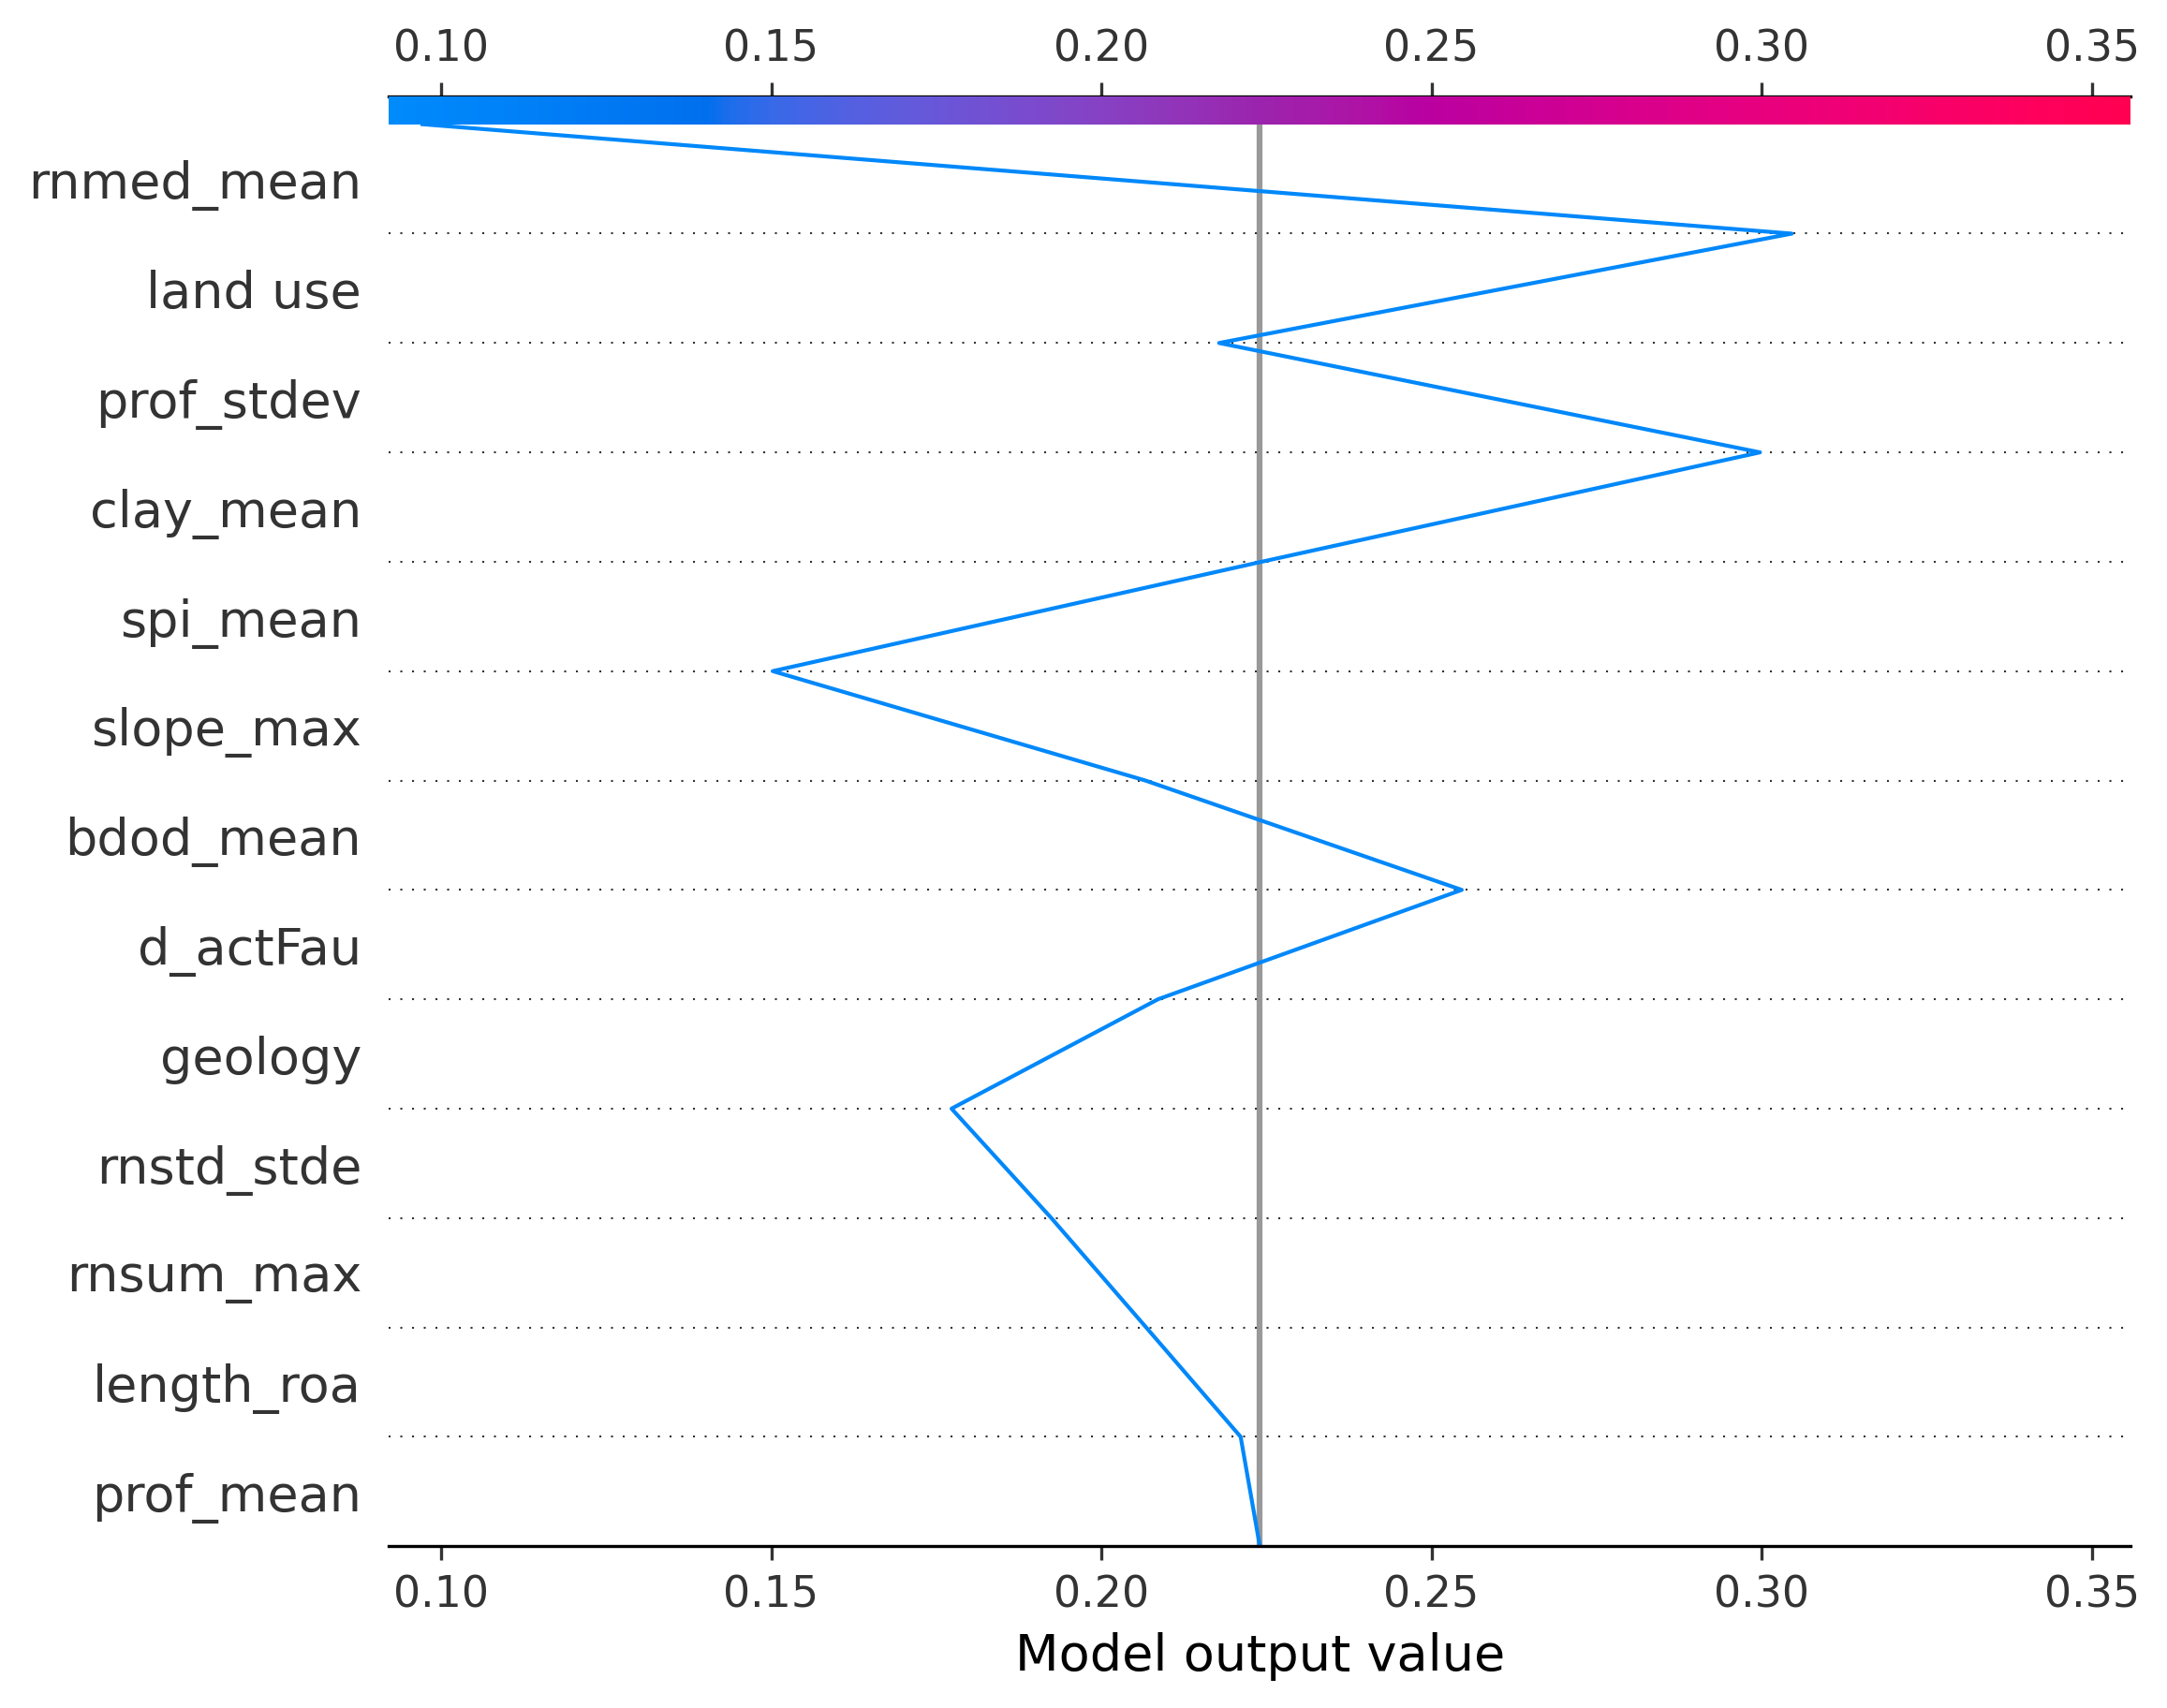 0.10 0.15 0.20 0.25 0.30 0.35
rnmed_mean
land use
prof_stdev
clay_mean
spi_mean
slope_max
bdod_mean
d_actFau
geology
rnstd_stde
rnsum_max
length_roa
prof_mean
0.10 0.15 0.20 0.25 0.30 0.35
Model output value